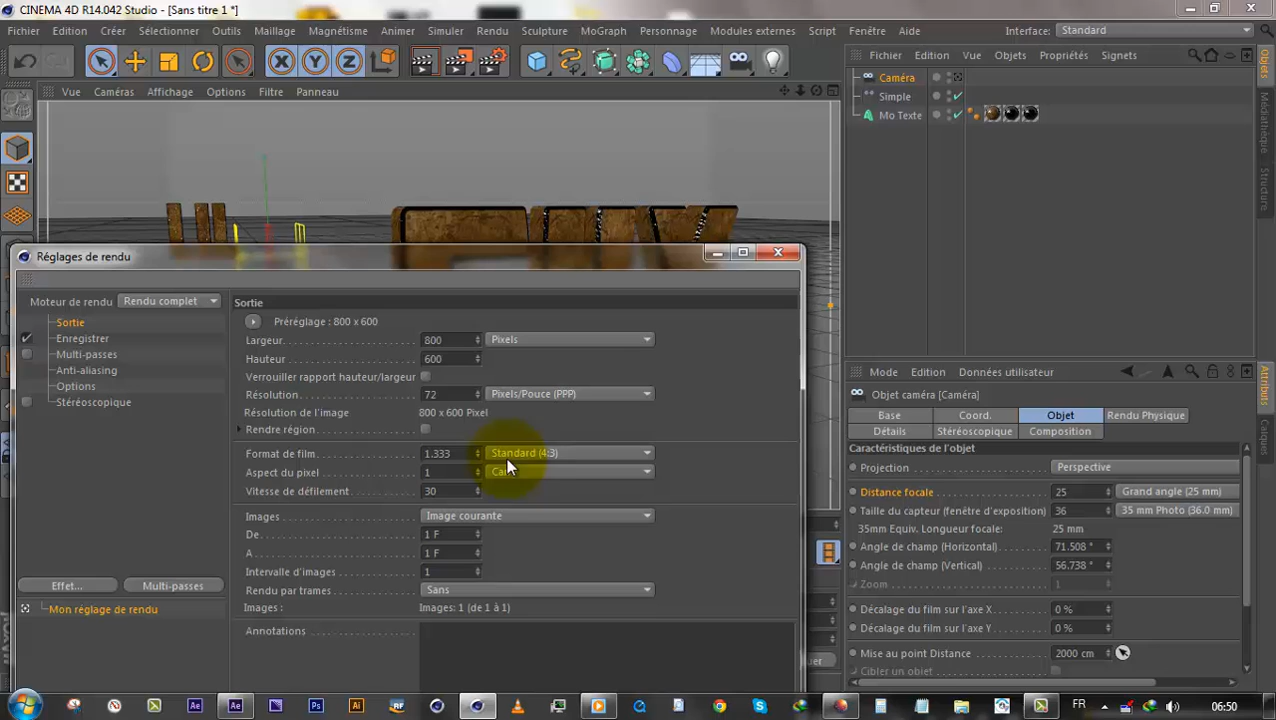 CINEMA 4D R14.042 Studio - [Sans titre 1 *]
Fichier Edition Créer Sélectionner Outils Maillage Magnétisme Animer Simuler Rendu Sculpture MoGraph Personnage Modules externes Script Fenêtre Aide Interface: Standard
Fichier Edition Vue Objets Propriétés Signets
Vue Caméras Affichage Options Filtre Panneau
Caméra
Simple
Mo Texte
Objets
Médiathèque
Structure
Réglages de rendu
Moteur de rendu Rendu complet
Sortie
Enregistrer
Multi-passes
Anti-aliasing
Options
Stéréoscopique
Effet... Multi-passes
Mon réglage de rendu
Sortie
Préréglage : 800 x 600
Largeur 800 Pixels
Hauteur 600
Verrouiller rapport hauteur/largeur
Résolution 72 Pixels/Pouce (PPP)
Résolution de l'image 800 x 600 Pixel
Rendre région
Format de film 1.333 Standard (4:3)
Aspect du pixel 1
Vitesse de défilement 30
Images Image courante
De 1 F
A 1 F
Intervalle d'images 1
Rendu par trames Sans
Images : Images: 1 (de 1 à 1)
Annotations
Mode Edition Données utilisateur
Objet caméra [Caméra]
Base Coord. Objet Rendu Physique
Détails Stéréoscopique Composition
Caractéristiques de l'objet
Projection Perspective
Distance focale 25 Grand angle (25 mm)
Taille du capteur (fenêtre d'exposition) 36 35 mm Photo (36.0 mm)
35mm Equiv. Longueur focale: 25 mm
Angle de champ (Horizontal) 71.508 °
Angle de champ (Vertical) 56.738 °
Zoom 1
Décalage du film sur l'axe X 0 %
Décalage du film sur l'axe Y 0 %
Mise au point Distance 2000 cm
Cibler un objet
Attributs
Calques
Ae Ae Ps Ai RF FR 06:50